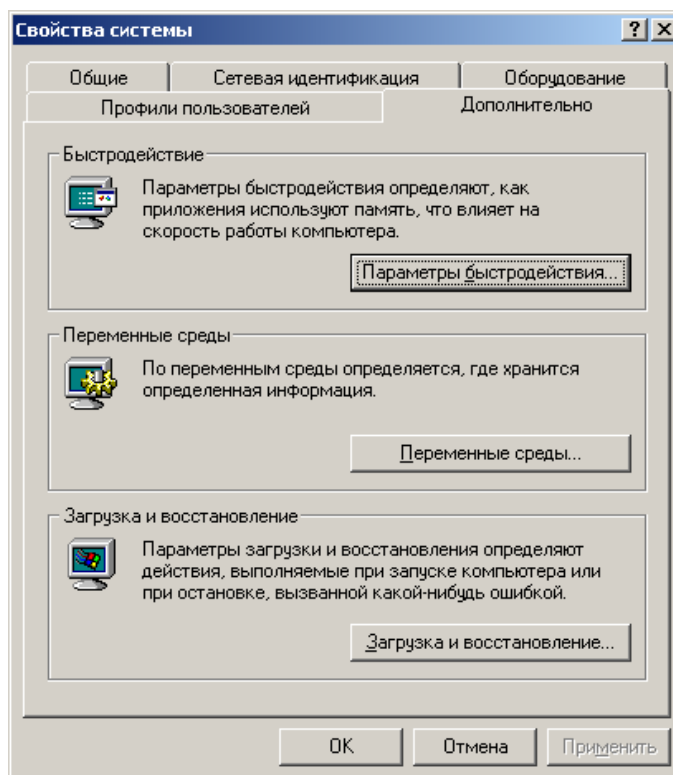 Свойства системы
Общие
Сетевая идентификация
Оборудование
Профили пользователей
Дополнительно
Быстродействие
Параметры быстродействия определяют, как
приложения используют память, что влияет на
скорость работы компьютера.
Параметры быстродействия...
Переменные среды
По переменным среды определяется, где хранится
определенная информация.
Переменные среды...
Загрузка и восстановление
Параметры загрузки и восстановления определяют
действия, выполняемые при запуске компьютера или
при остановке, вызванной какой-нибудь ошибкой.
Загрузка и восстановление...
OK
Отмена
Применить